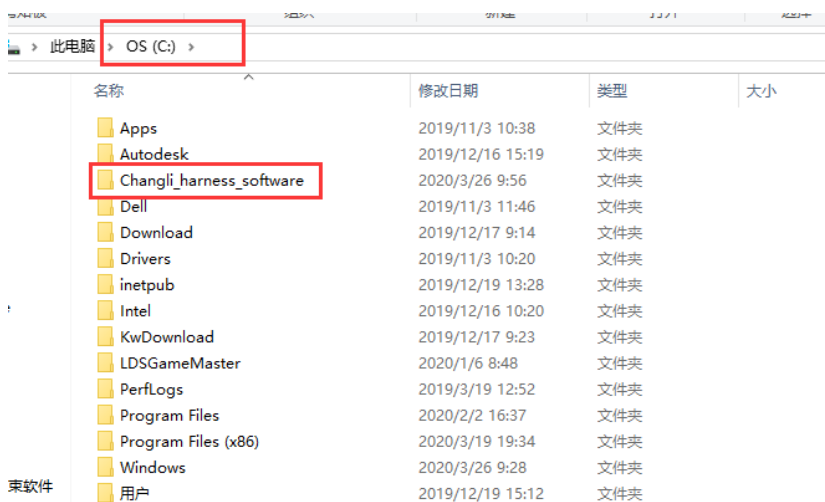 组织 新建 打开 选择
此电脑 > OS (C:) >
名称 修改日期 类型 大小
Apps 2019/11/3 10:38 文件夹
Autodesk 2019/12/16 15:19 文件夹
Changli_harness_software 2020/3/26 9:56 文件夹
Dell 2019/11/3 11:46 文件夹
Download 2019/12/17 9:14 文件夹
Drivers 2019/11/3 10:20 文件夹
inetpub 2019/12/19 13:28 文件夹
Intel 2019/12/16 10:20 文件夹
KwDownload 2019/12/17 9:23 文件夹
LDSGameMaster 2020/1/6 8:48 文件夹
PerfLogs 2019/3/19 12:52 文件夹
Program Files 2020/2/2 16:37 文件夹
Program Files (x86) 2020/3/19 19:34 文件夹
Windows 2020/3/26 9:28 文件夹
束软件
用户 2019/12/19 15:12 文件夹